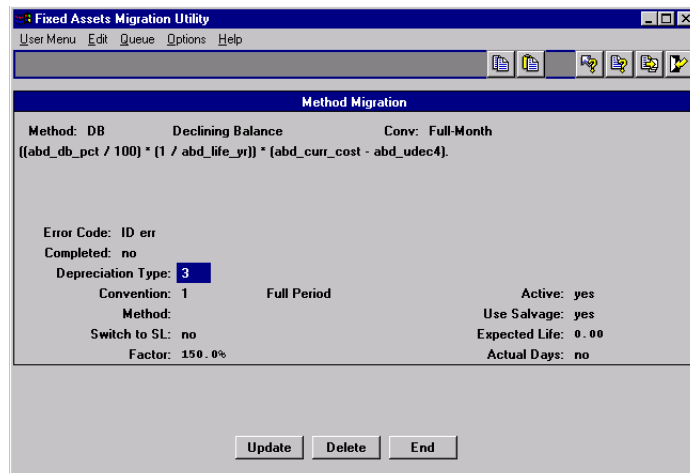 Fixed Assets Migration Utility
User Menu Edit Queue Options Help
Method Migration
Method: DB Declining Balance Conv: Full-Month
((abd_db_pct / 100) * (1 / abd_life_yr)) * (abd_curr_cost - abd_udec4).
Error Code: ID err
Completed: no
Depreciation Type: 3
Convention: 1 Full Period Active: yes
Method: Use Salvage: yes
Switch to SL: no Expected Life: 0.00
Factor: 150.0% Actual Days: no
Update Delete End